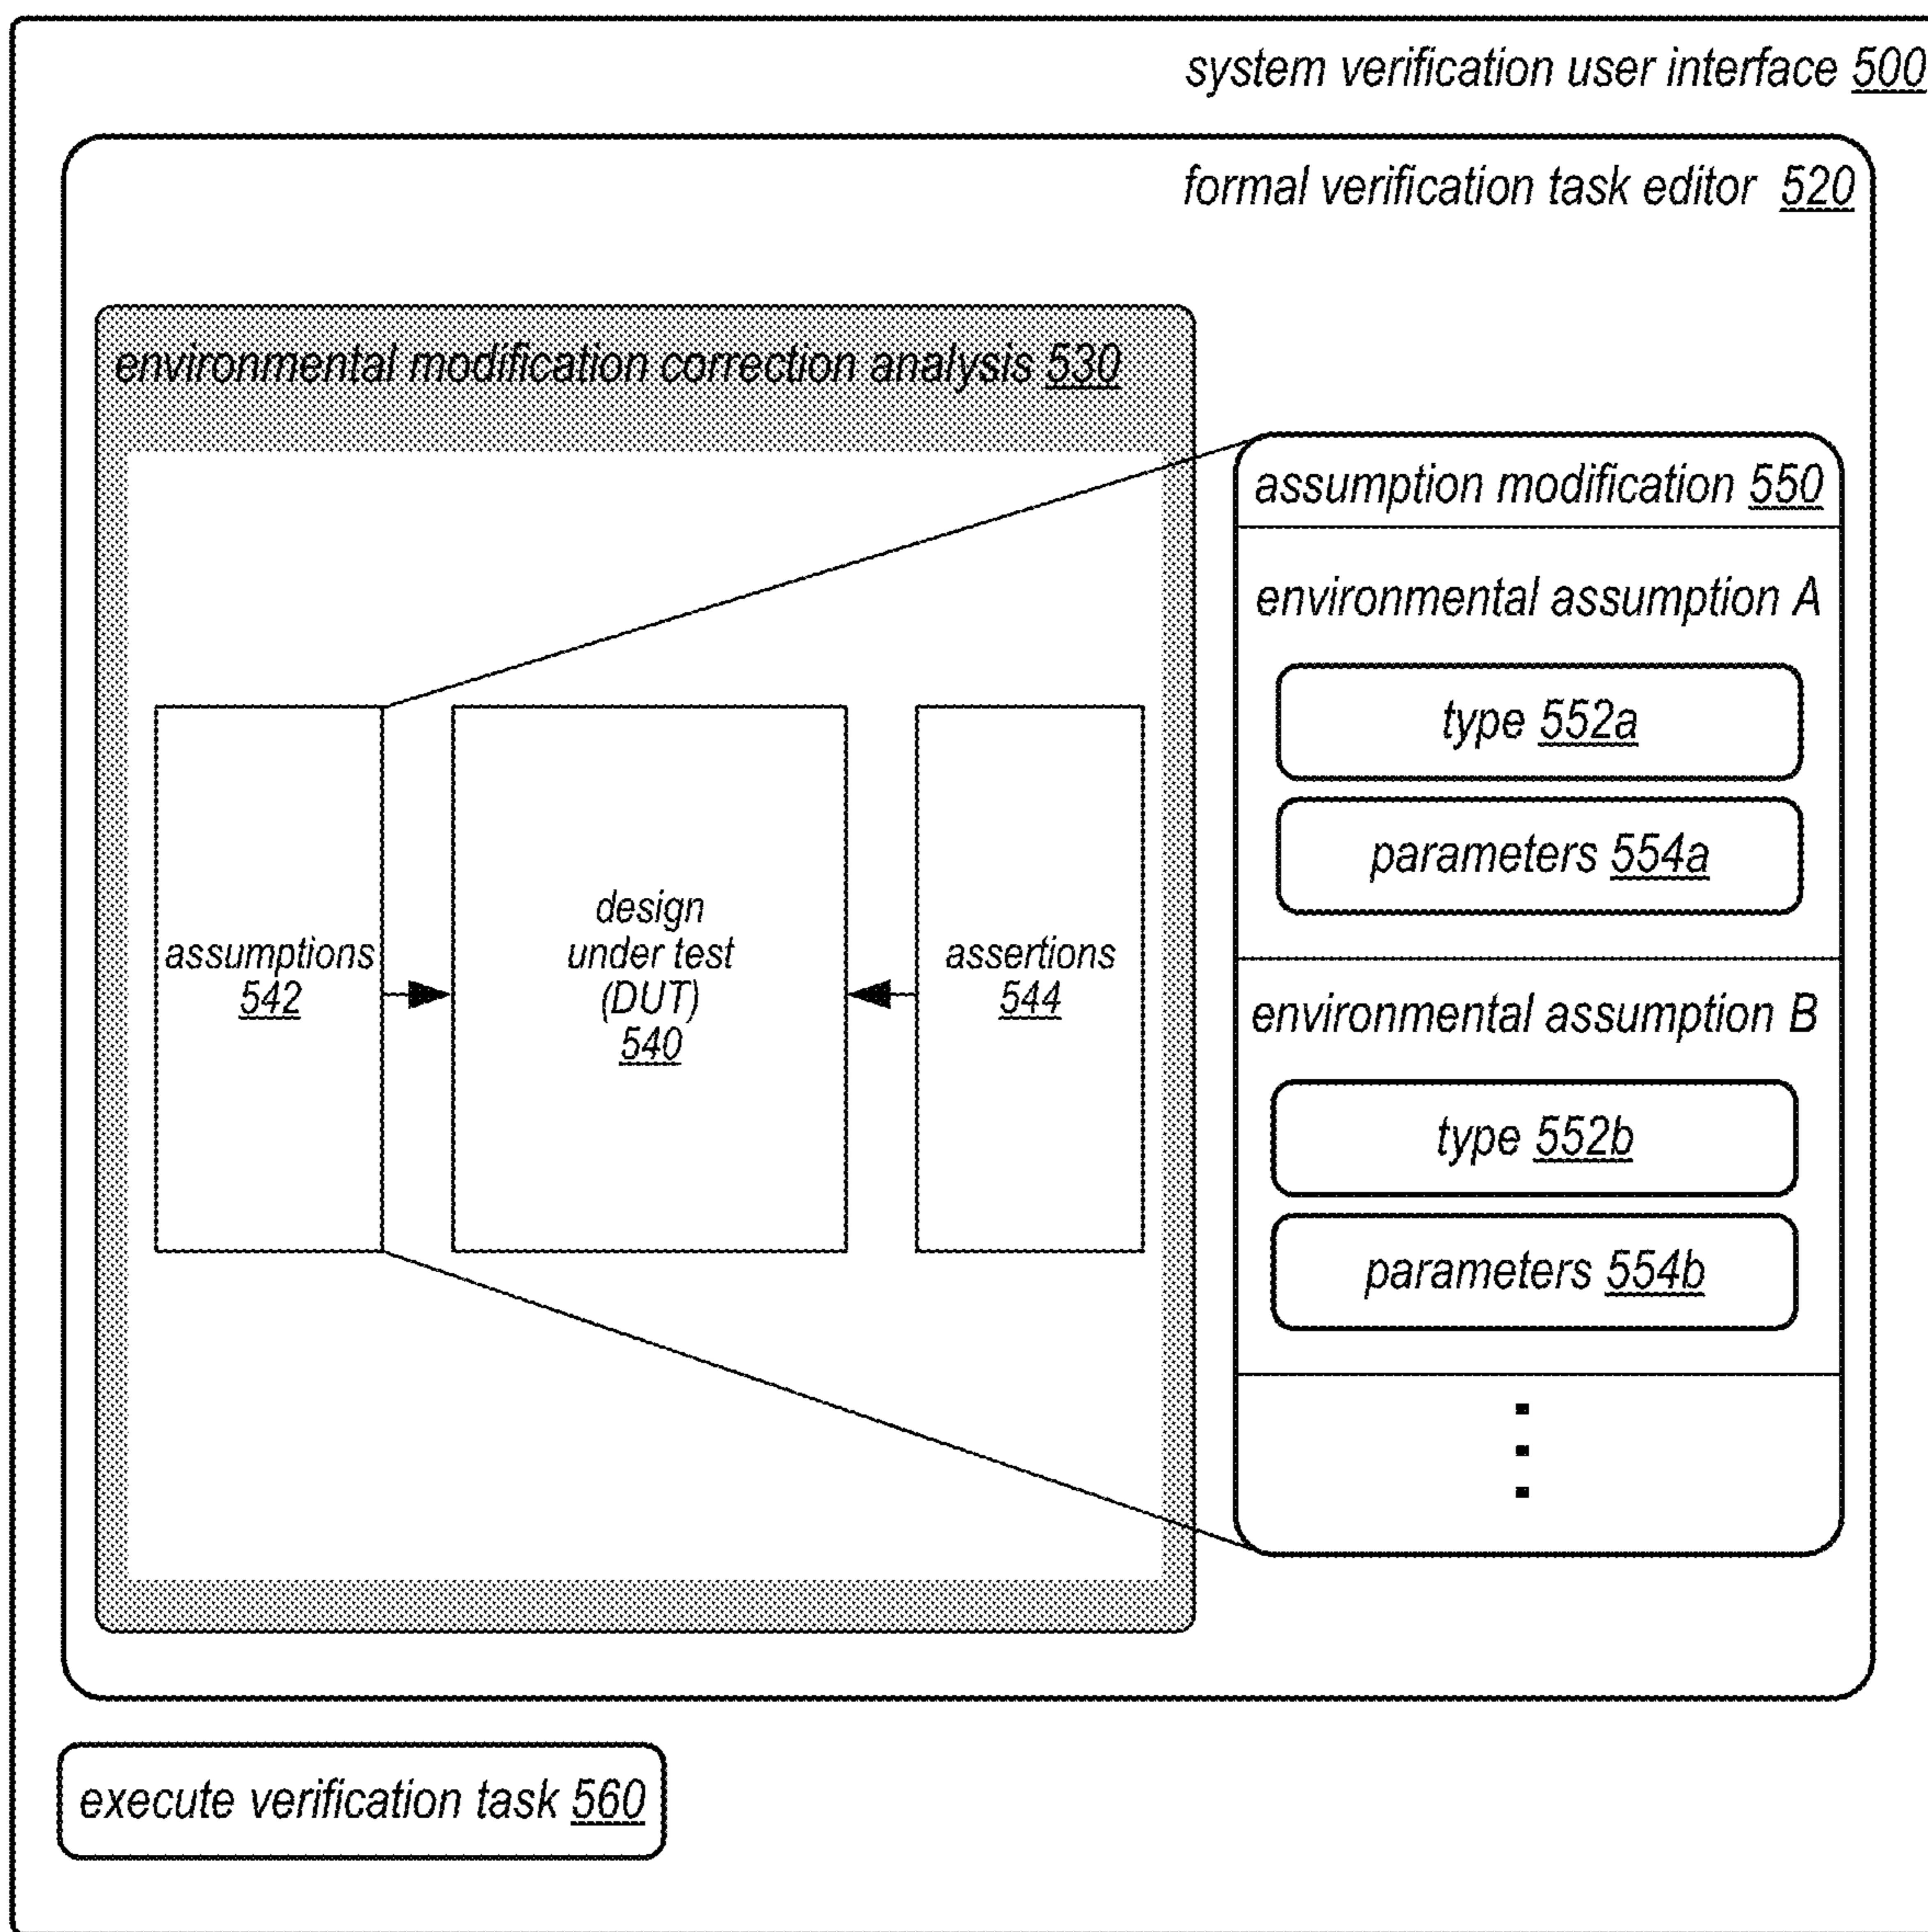 system verification user interface 500
formal verification task editor 520
environmental modification correction analysis 530
assumptions
542
design
under test
(DUT)
540
assertions
544
assumption modification 550
environmental assumption A
type 552a
parameters 554a
environmental assumption B
type 552b
parameters 554b
execute verification task 560